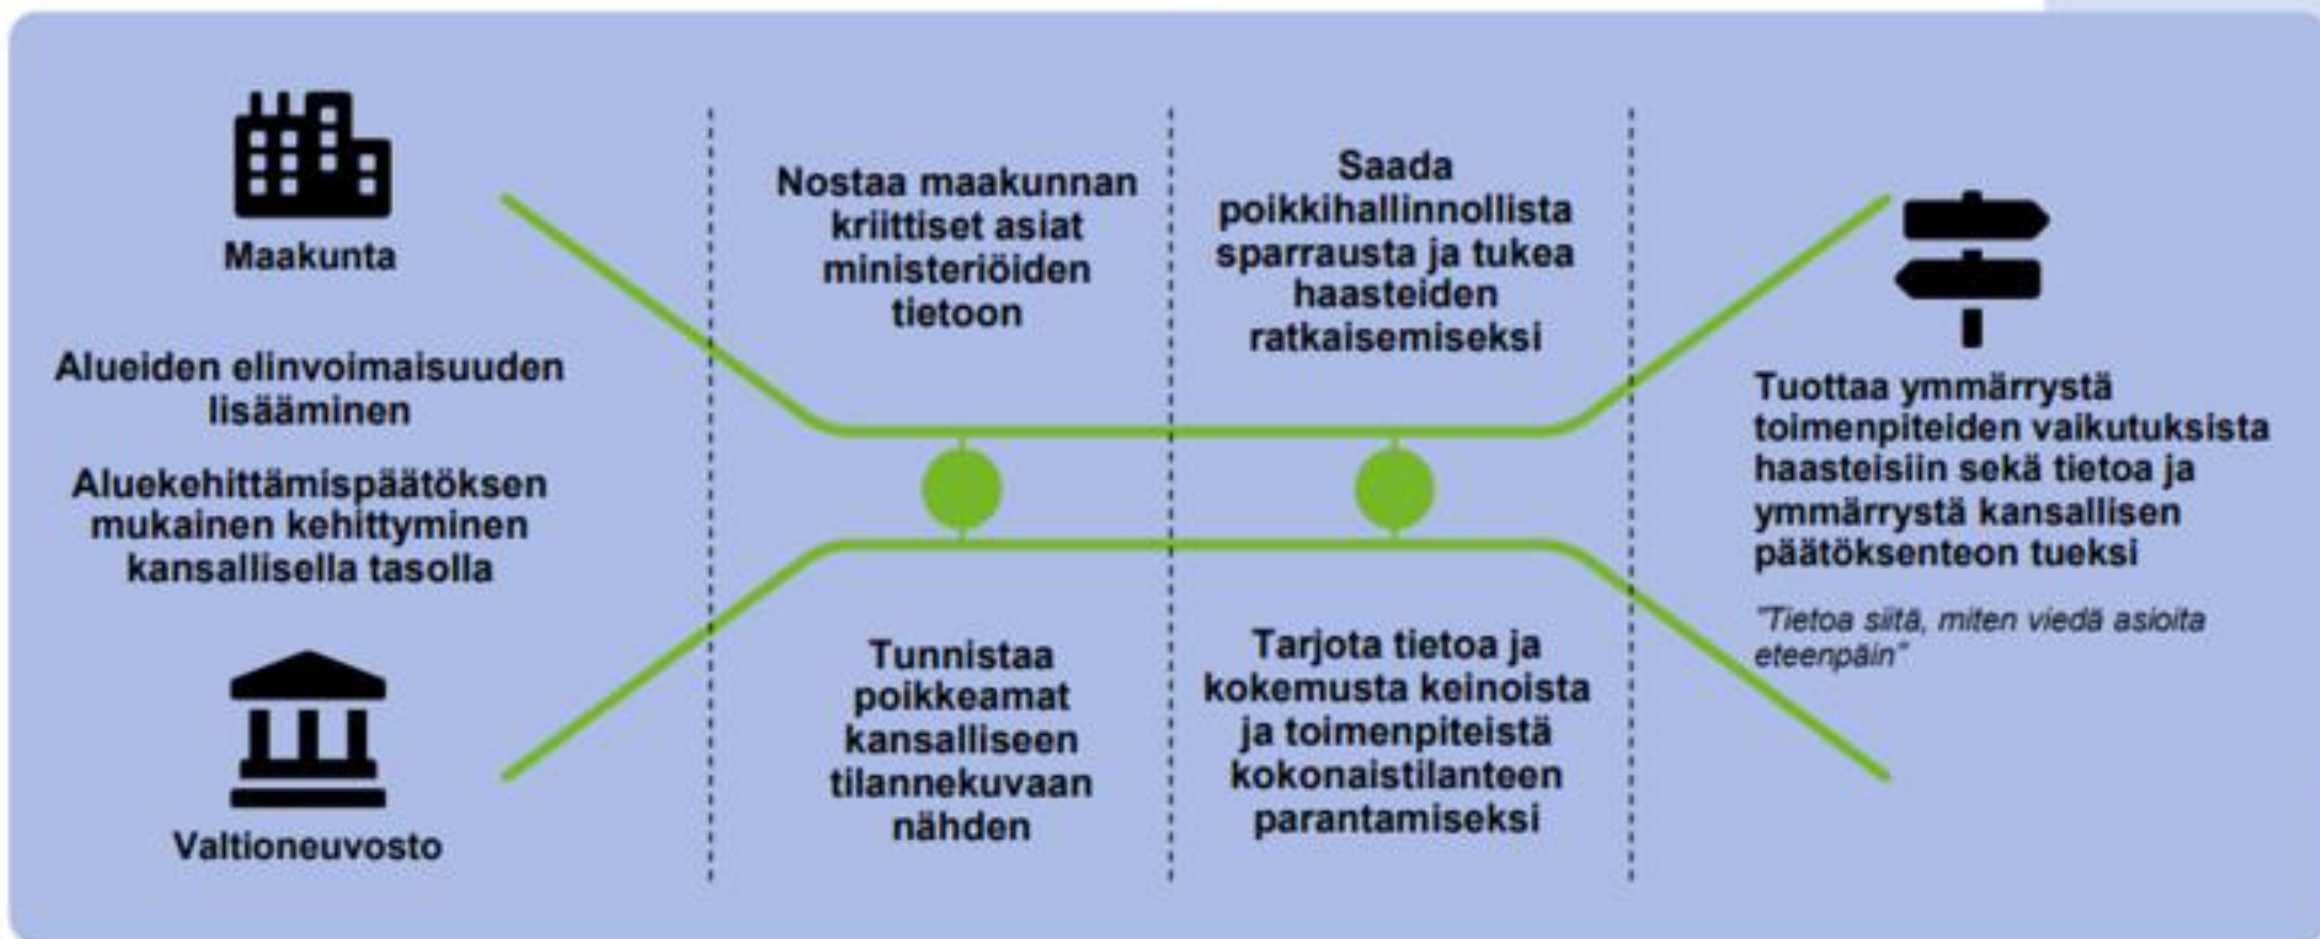 Maakunta
Alueiden elinvoimaisuuden
lisääminen
Aluekehittämispäätöksen
mukainen kehittyminen
kansallisella tasolla
Valtioneuvosto
Nostaa maakunnan
kriittiset asiat
ministeriöiden
tietoon
Tunnistaa
poikkeamat
kansalliseen
tilannekuvaan
nähden
Saada
poikkihallinnollista
sparrausta ja tukea
haasteiden
ratkaisemiseksi
Tarjota tietoa ja
kokemusta keinoista
ja toimenpiteistä
kokonaistilanteen
parantamiseksi
Tuottaa ymmärrystä
toimenpiteiden vaikutuksista
haasteisiin sekä tietoa ja
ymmärrystä kansallisen
päätöksenteon tueksi
"Tietoa siitä, miten viedä asioita
eteenpäin"